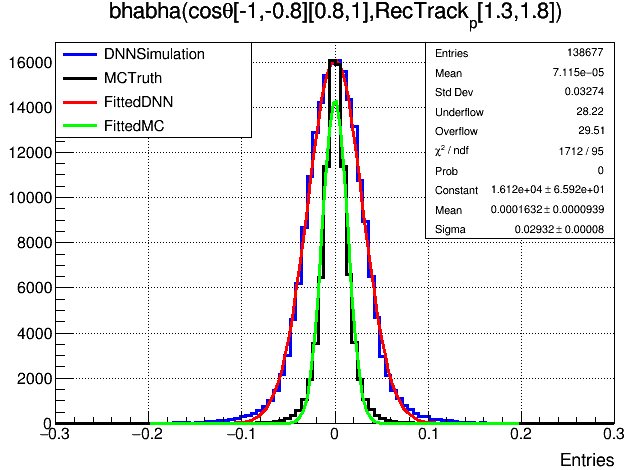 bhabha(cosθ[-1,-0.8][0.8,1],RecTrack_p[1.3,1.8])
DNNSimulation
MCTruth
FittedDNN
FittedMC
Entries 138677
Mean 7.115e−05
Std Dev 0.03274
Underflow 28.22
Overflow 29.51
χ² / ndf 1712 / 95
Prob 0
Constant 1.612e+04 ± 6.592e+01
Mean 0.0001632 ± 0.0000939
Sigma 0.02932 ± 0.00008
16000
14000
12000
10000
8000
6000
4000
2000
0
−0.3 −0.2 −0.1 0 0.1 0.2 0.3
Entries